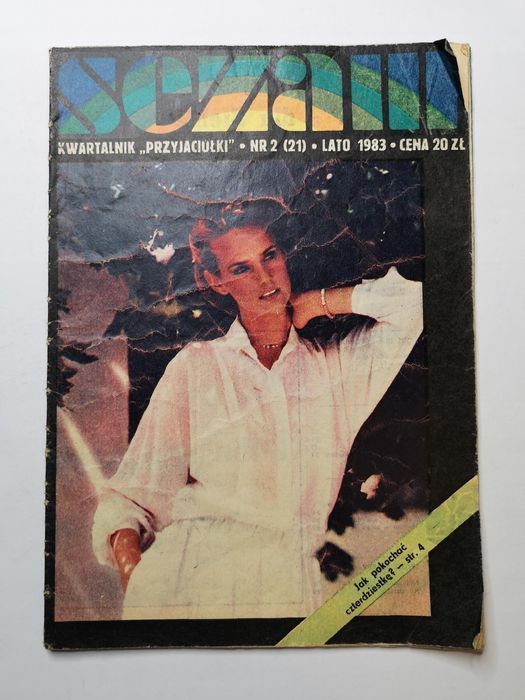 sezam
KWARTALNIK „PRZYJACIÓŁKI” • NR 2 (21) • LATO 1983 • CENA 20 ZŁ
Jak pokochać
czterdziestkę? – str. 4